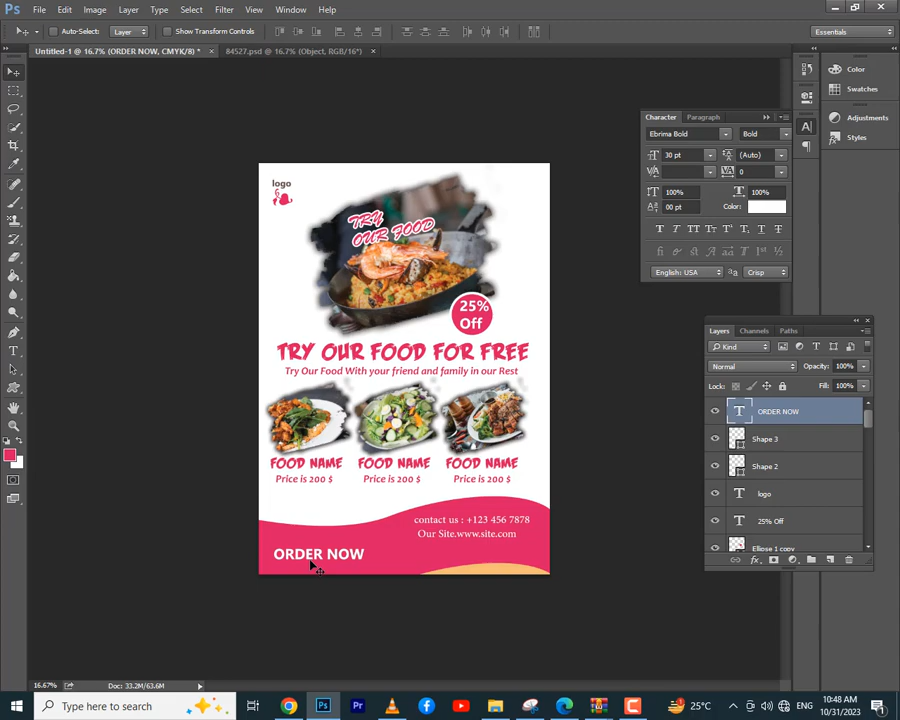 Ps File Edit Image Layer Type Select Filter View Window Help
Auto-Select: Layer Show Transform Controls Essentials
Untitled-1 @ 16.7% (ORDER NOW, CMYK/8) * × 84527.psd @ 16.7% (Object, RGB/16*) ×
Color
Swatches
Adjustments
Styles
Character Paragraph
Ebrima Bold Bold
30 pt (Auto)
0
100% 100%
00 pt Color:
English: USA Crisp
logo
TRY
OUR FOOD
25%
Off
TRY OUR FOOD FOR FREE
Try Our Food With your friend and family in our Rest
FOOD NAME FOOD NAME FOOD NAME
Price is 200 $ Price is 200 $ Price is 200 $
contact us : +123 456 7878
Our Site.www.site.com
ORDER NOW
Layers Channels Paths
Kind
Normal Opacity: 100%
Lock: Fill: 100%
ORDER NOW
Shape 3
Shape 2
logo
25% Off
Ellipse 1 copy
16.67% Doc: 33.2M/63.6M
Type here to search
25°C ENG 10:48 AM
10/31/2023